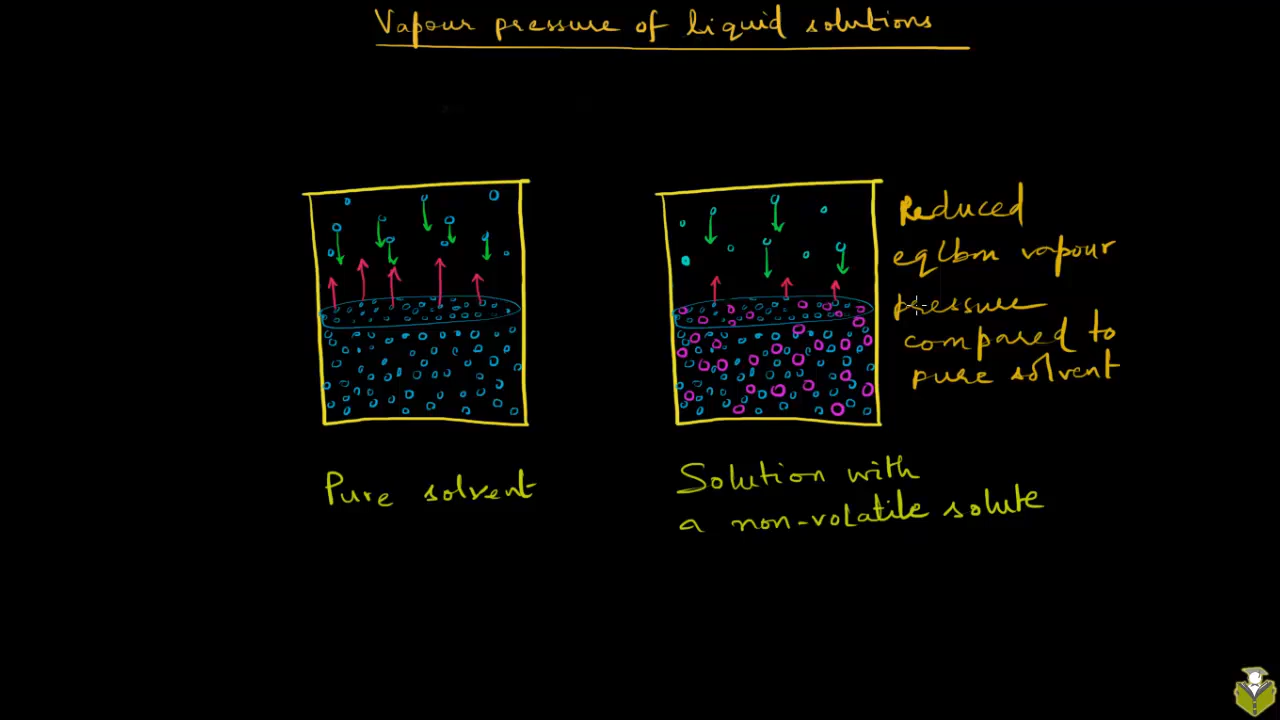 Vapour pressure of liquid solutions
Reduced
eqlbm vapour
pressure
compared to
pure solvent
Pure solvent
Solution with
a non-volatile solute